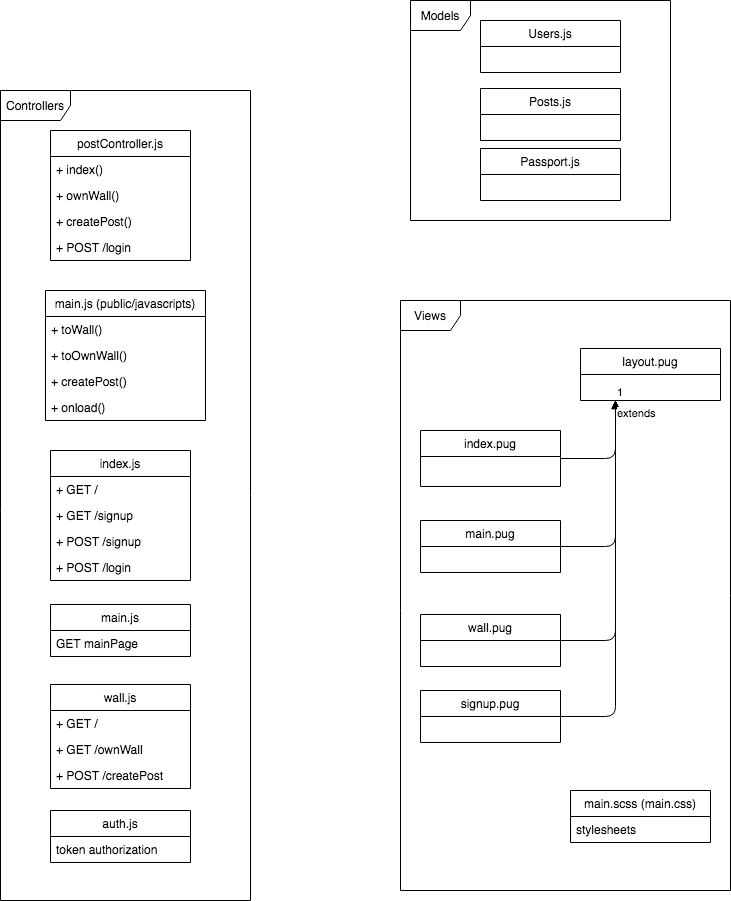 Models
Users.js
Posts.js
Passport.js
Controllers
postController.js
+ index()
+ ownWall()
+ createPost()
+ POST /login
main.js (public/javascripts)
+ toWall()
+ toOwnWall()
+ createPost()
+ onload()
index.js
+ GET /
+ GET /signup
+ POST /signup
+ POST /login
main.js
GET mainPage
wall.js
+ GET /
+ GET /ownWall
+ POST /createPost
auth.js
token authorization
Views
layout.pug
1
extends
index.pug
main.pug
wall.pug
signup.pug
main.scss (main.css)
stylesheets